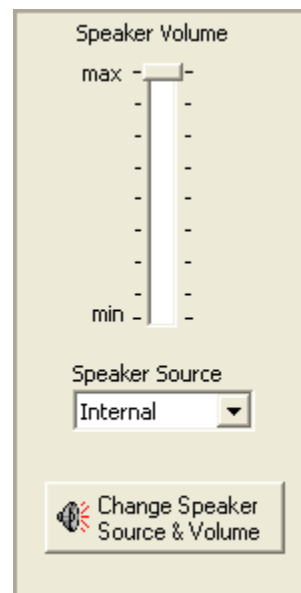 Speaker Volume
max
min
Speaker Source
Internal
Change Speaker
Source & Volume